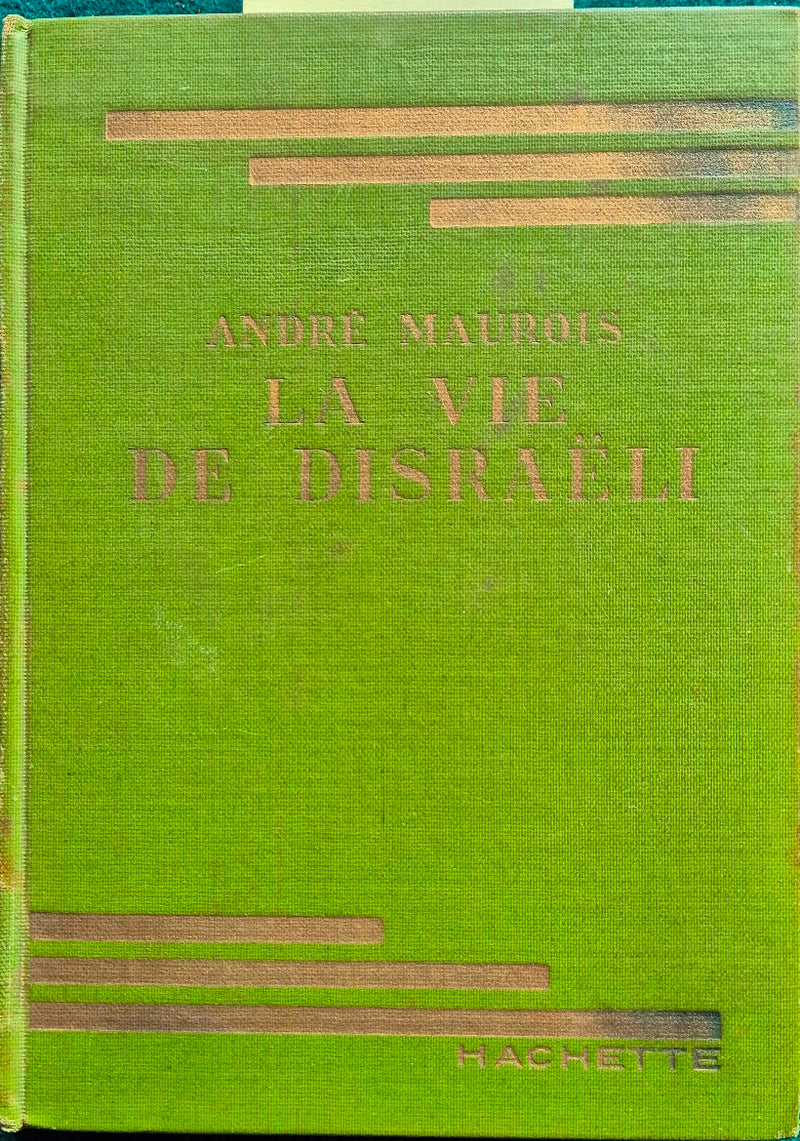 ANDRÉ MAUROIS
LA VIE
DE DISRAËLI
HACHETTE